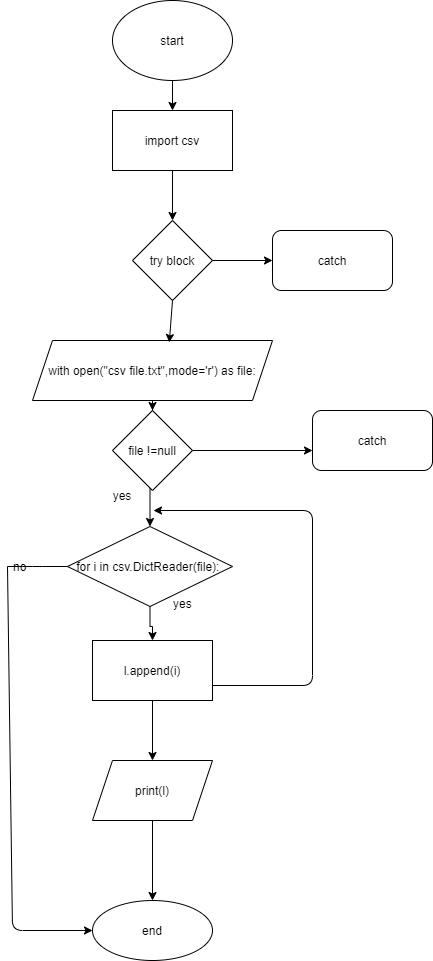 start
import csv
try block
catch
with open("csv file.txt",mode='r') as file:
file !=null
catch
yes
no
for i in csv.DictReader(file):
yes
l.append(i)
print(l)
end